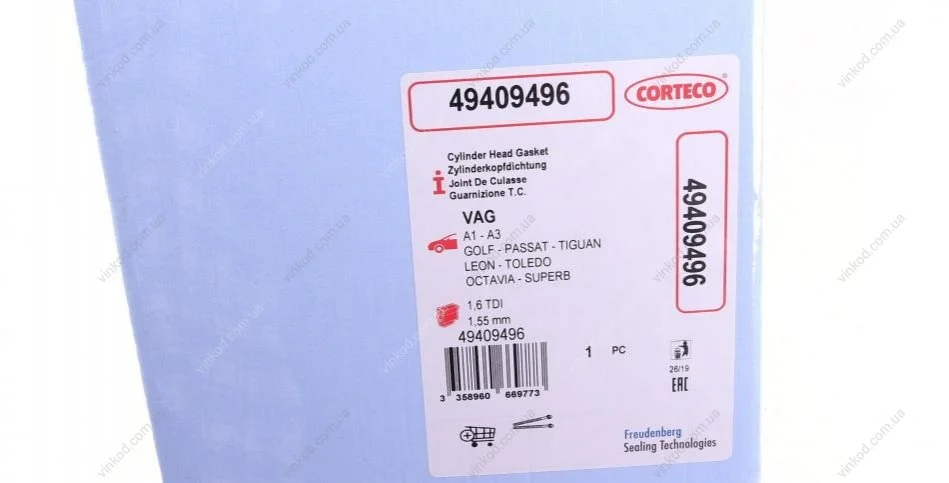 49409496
CORTECO
Cylinder Head Gasket
Zylinderkopfdichtung
Joint De Culasse
Guarnizione T.C.
VAG
A1 - A3
GOLF - PASSAT - TIGUAN
LEON - TOLEDO
OCTAVIA - SUPERB
1,6 TDI
1,55 mm
49409496
3 358960 669773
1 PC
26/19
EAC
Freudenberg
Sealing Technologies
49409496
vinkod.com.ua